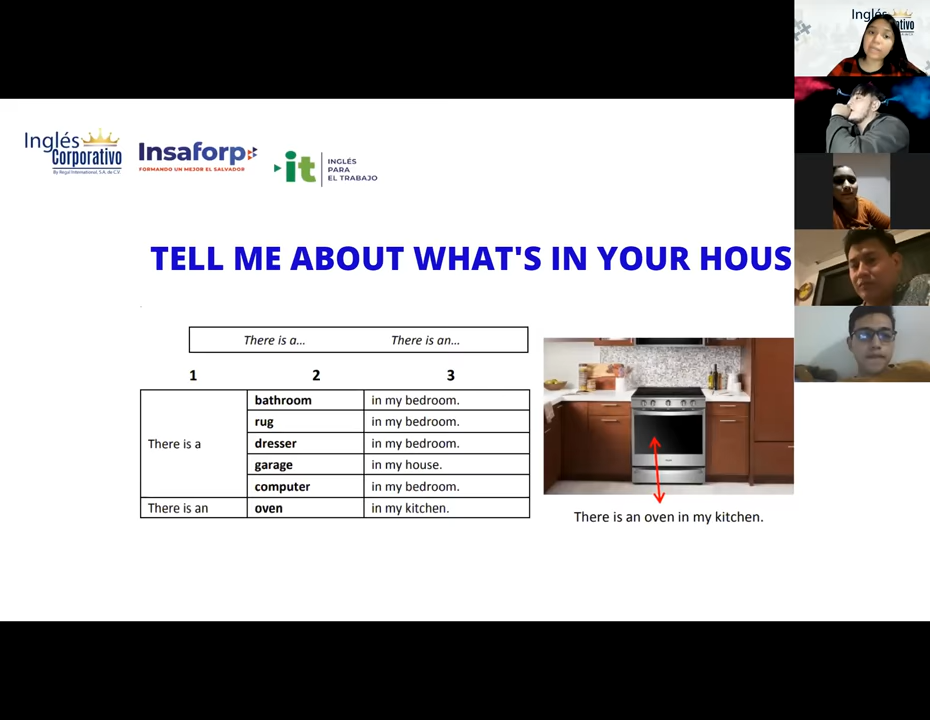 Inglés
Corporativo
By Regal International, S.A. de C.V.
Insaforp
FORMANDO UN MEJOR EL SALVADOR
it
INGLÉS
PARA
EL TRABAJO
TELL ME ABOUT WHAT'S IN YOUR HOUS
There is a... There is an...
1 2 3
There is a
bathroom in my bedroom.
rug in my bedroom.
dresser in my bedroom.
garage in my house.
computer in my bedroom.
There is an oven in my kitchen.
There is an oven in my kitchen.
Inglés